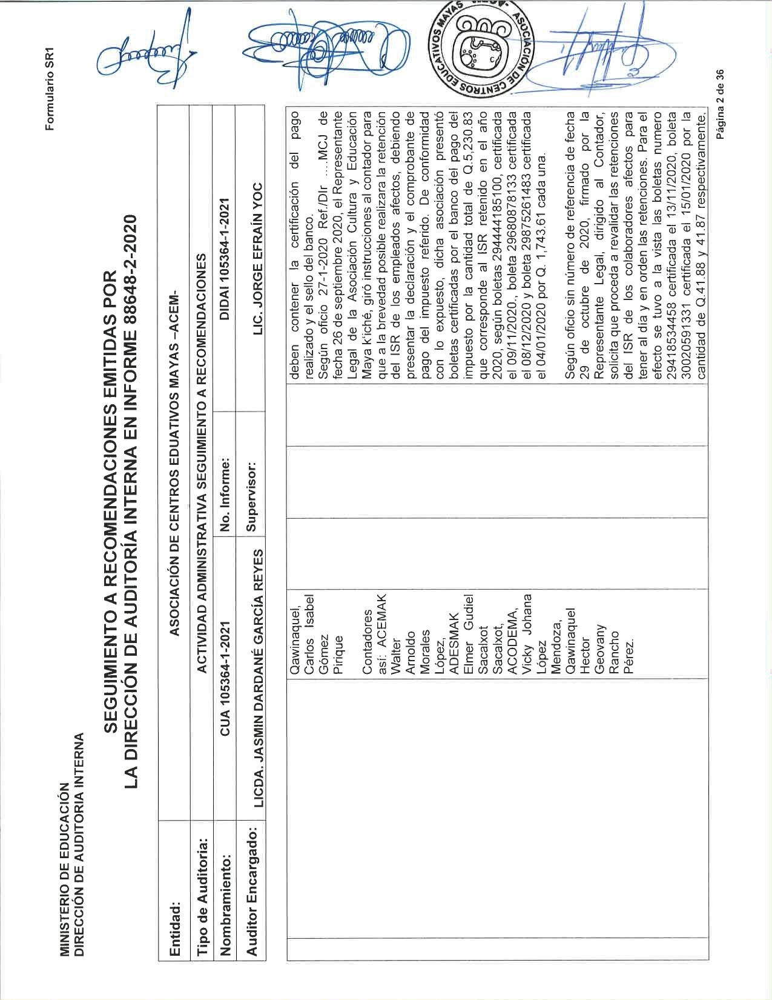 Formulario SR1
MINISTERIO DE EDUCACIÓN
DIRECCIÓN DE AUDITORIA INTERNA
SEGUIMIENTO A RECOMENDACIONES EMITIDAS POR
LA DIRECCIÓN DE AUDITORÍA INTERNA EN INFORME 88648-2-2020
Entidad: ASOCIACIÓN DE CENTROS EDUATIVOS MAYAS –ACEM-
Tipo de Auditoria: ACTIVIDAD ADMINISTRATIVA SEGUIMIENTO A RECOMENDACIONES
Nombramiento: CUA 105364-1-2021 No. Informe: DIDAI 105364-1-2021
Auditor Encargado: LICDA. JASMIN DARDANÉ GARCÍA REYES Supervisor: LIC. JORGE EFRAÍN YOC
Qawinaquel,
Carlos Isabel
Gómez
Pirique
Contadores
así: ACEMAK
Walter
Arnoldo
Morales
López,
ADESMAK
Elmer Gudiel
Sacalxot
Sacalxot,
ACODEMA,
Vicky Johana
López
Mendoza,
Qawinaquel
Hector
Geovany
Rancho
Pérez.
deben contener la certificación del pago
realizado y el sello del banco.
Según oficio 27-1-2020 Ref./DIr ....MCJ de
fecha 26 de septiembre 2020, el Representante
Legal de la Asociación Cultura y Educación
Maya k'iché, giró instrucciones al contador para
que a la brevedad posible realizara la retención
del ISR de los empleados afectos, debiendo
presentar la declaración y el comprobante de
pago del impuesto referido. De conformidad
con lo expuesto, dicha asociación presentó
boletas certificadas por el banco del pago del
impuesto por la cantidad total de Q.5,230.83
que corresponde al ISR retenido en el año
2020, según boletas 29444185100, certificada
el 09/11/2020., boleta 29680878133 certificada
el 08/12/2020 y boleta 29875261483 certificada
el 04/01/2020 por Q. 1,743.61 cada una.
Según oficio sin número de referencia de fecha
29 de octubre de 2020, firmado por la
Representante Legal, dirigido al Contador,
solicita que proceda a revalidar las retenciones
del ISR de los colaboradores afectos para
tener al día y en orden las retenciones. Para el
efecto se tuvo a la vista las boletas numero
29418534458 certificada el 13/11/2020, boleta
30020591331 certificada el 15/01/2020 por la
cantidad de Q.41.88 y 41.87 respectivamente,
ASOCIACIÓN DE CENTROS EDUCATIVOS MAYAS
Página 2 de 36